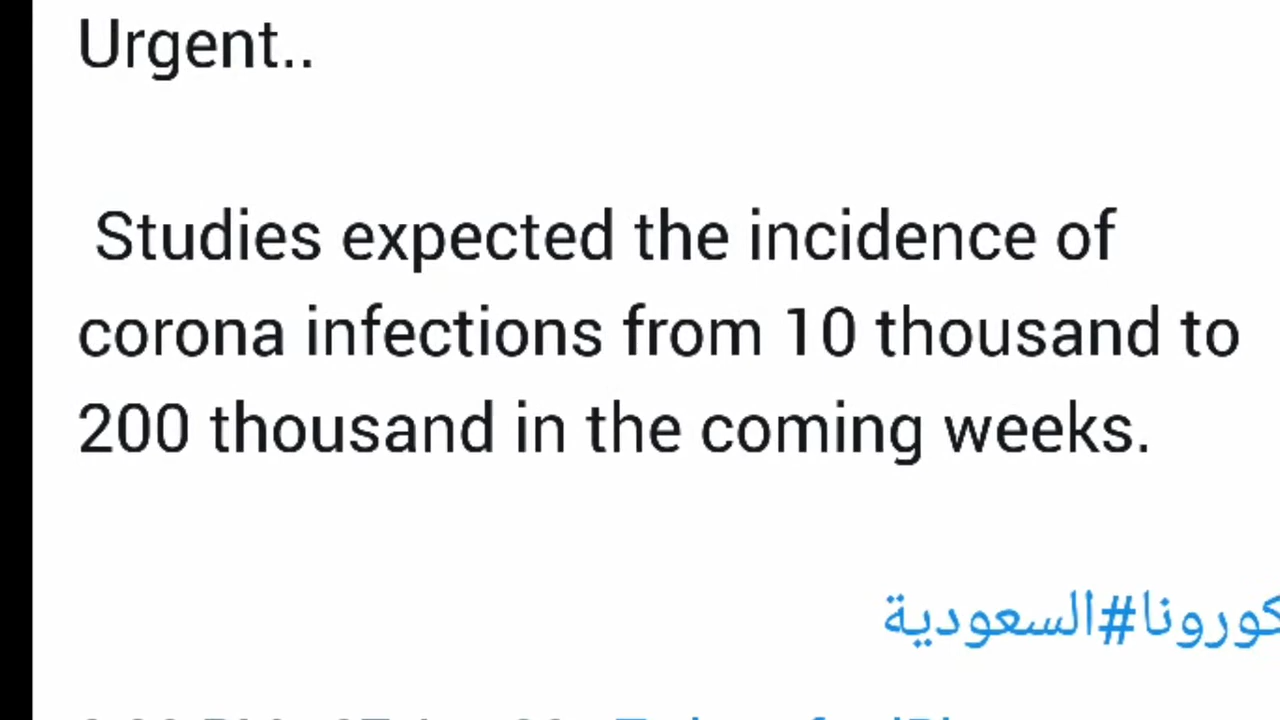 Urgent..
Studies expected the incidence of
corona infections from 10 thousand to
200 thousand in the coming weeks.
كورونا#السعودية